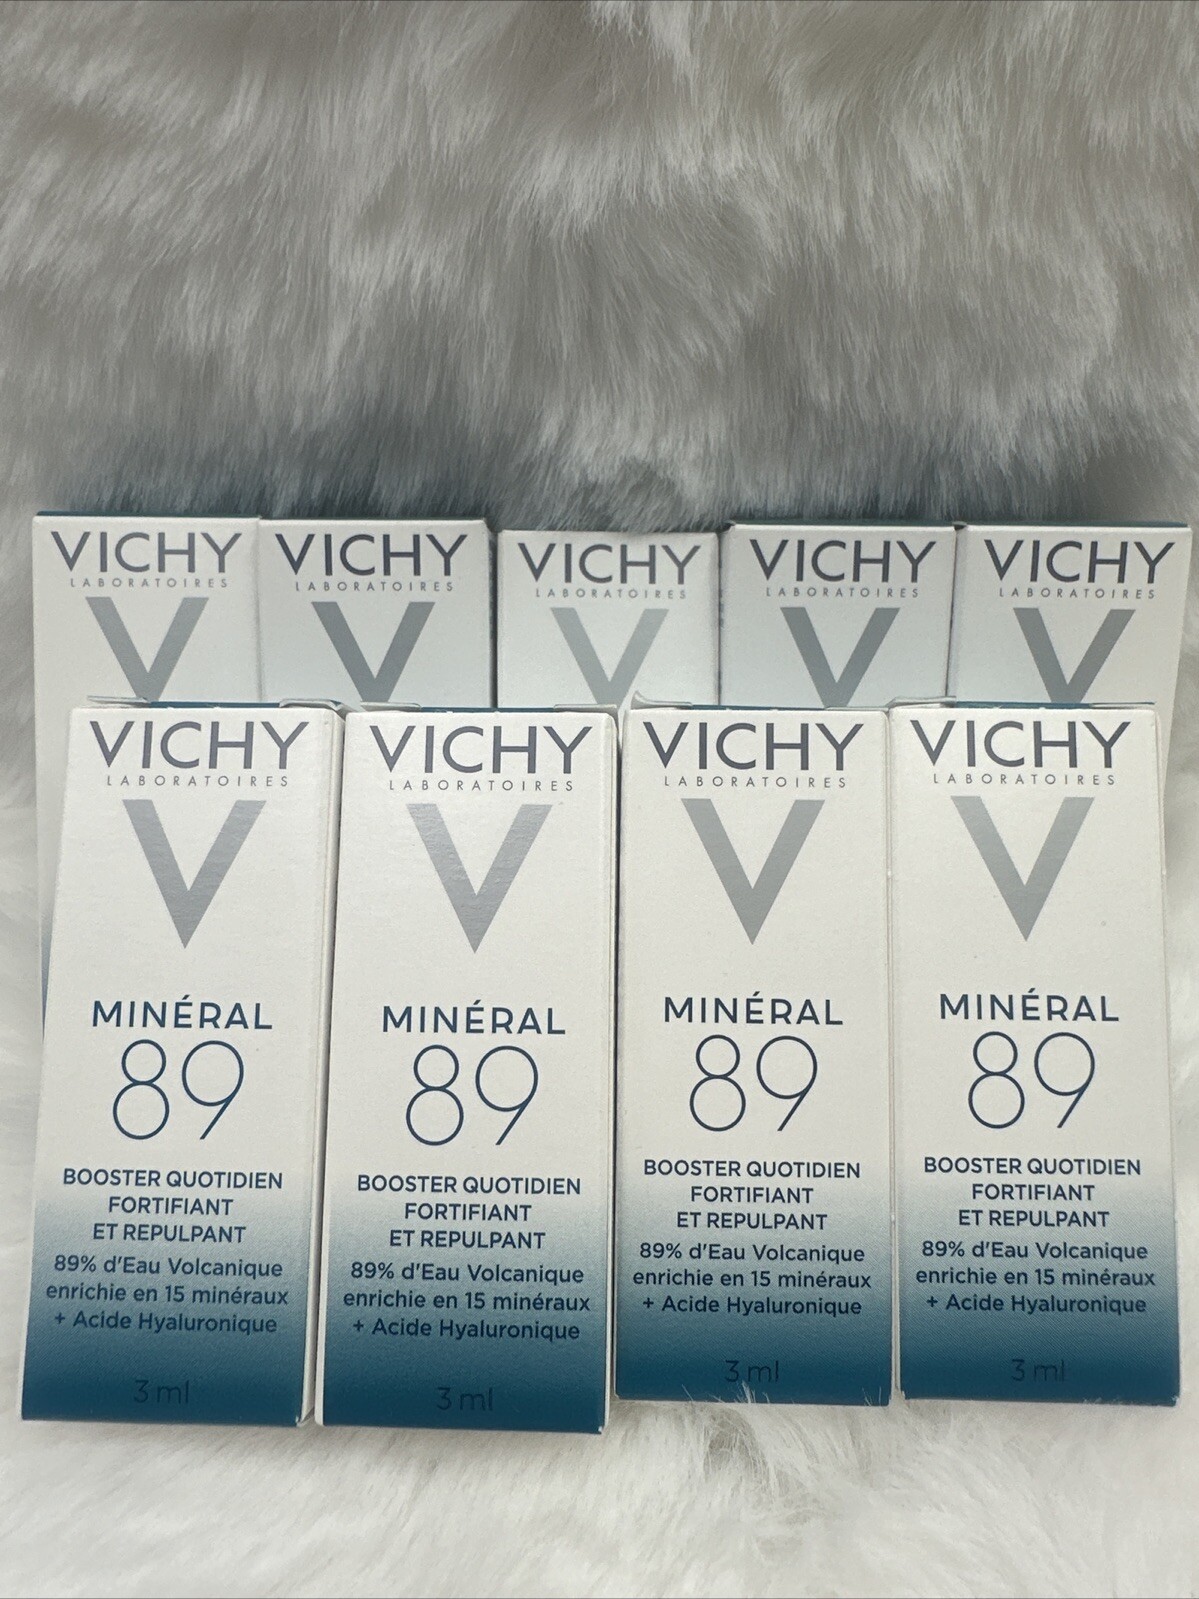 VICHY
LABORATOIRES
VICHY
LABORATOIRES
VICHY
LABORATOIRES
VICHY
LABORATOIRES
VICHY
LABORATOIRES
VICHY
LABORATOIRES
MINÉRAL
89
BOOSTER QUOTIDIEN
FORTIFIANT
ET REPULPANT
89% d'Eau Volcanique
enrichie en 15 minéraux
+ Acide Hyaluronique
3 ml
VICHY
LABORATOIRES
MINÉRAL
89
BOOSTER QUOTIDIEN
FORTIFIANT
ET REPULPANT
89% d'Eau Volcanique
enrichie en 15 minéraux
+ Acide Hyaluronique
3 ml
VICHY
LABORATOIRES
MINÉRAL
89
BOOSTER QUOTIDIEN
FORTIFIANT
ET REPULPANT
89% d'Eau Volcanique
enrichie en 15 minéraux
+ Acide Hyaluronique
3 ml
VICHY
LABORATOIRES
MINÉRAL
89
BOOSTER QUOTIDIEN
FORTIFIANT
ET REPULPANT
89% d'Eau Volcanique
enrichie en 15 minéraux
+ Acide Hyaluronique
3 ml